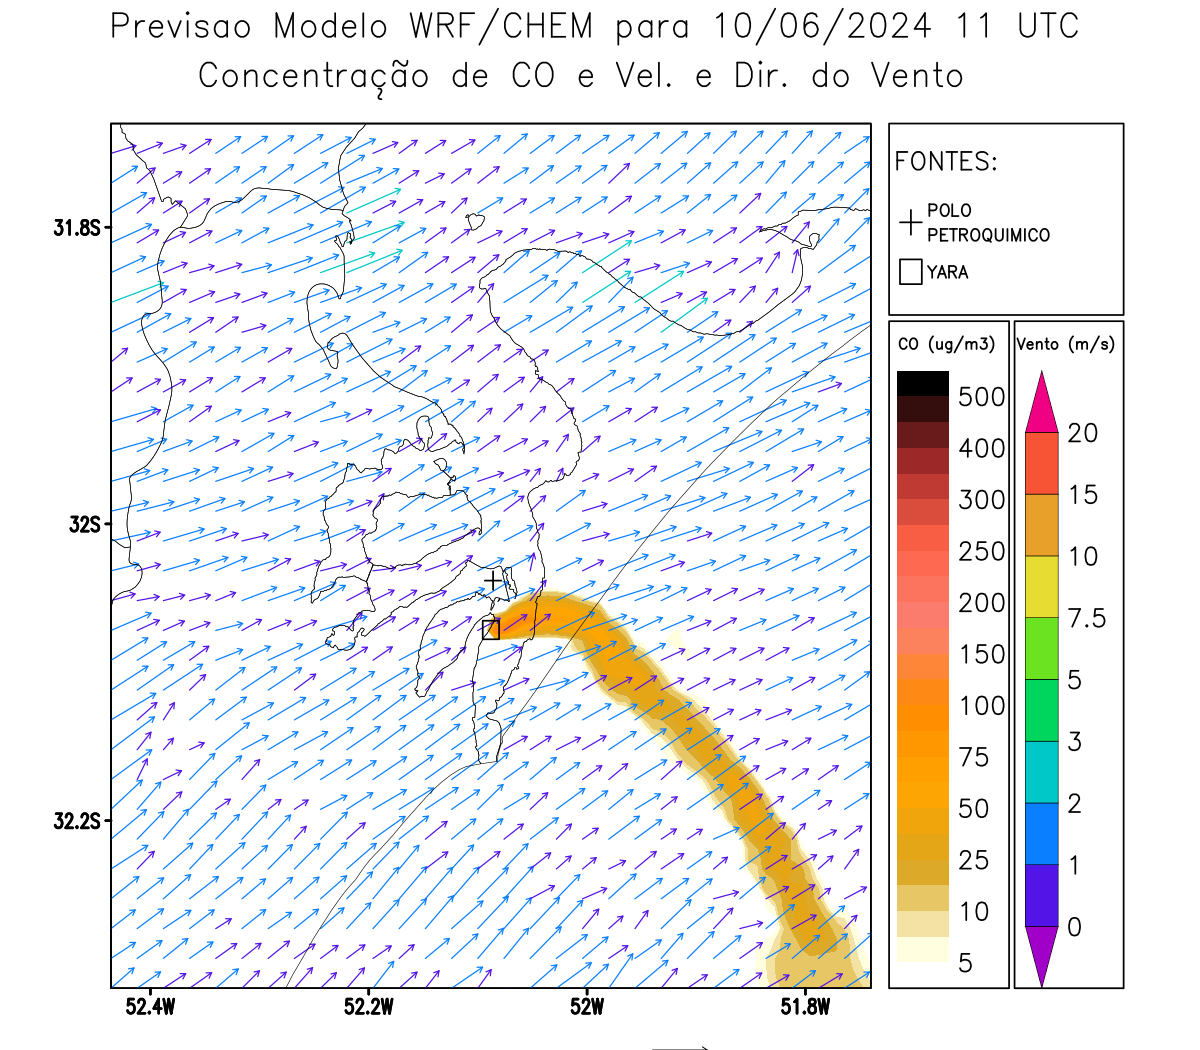 Previsao Modelo WRF/CHEM para 10/06/2024 11 UTC
Concentração de CO e Vel. e Dir. do Vento
FONTES:
POLO
PETROQUIMICO
YARA
CO (ug/m3)
500
400
300
250
200
150
100
75
50
25
10
5
Vento (m/s)
20
15
10
7.5
5
3
2
1
0
31.8S
32S
32.2S
52.4W
52.2W
52W
51.8W